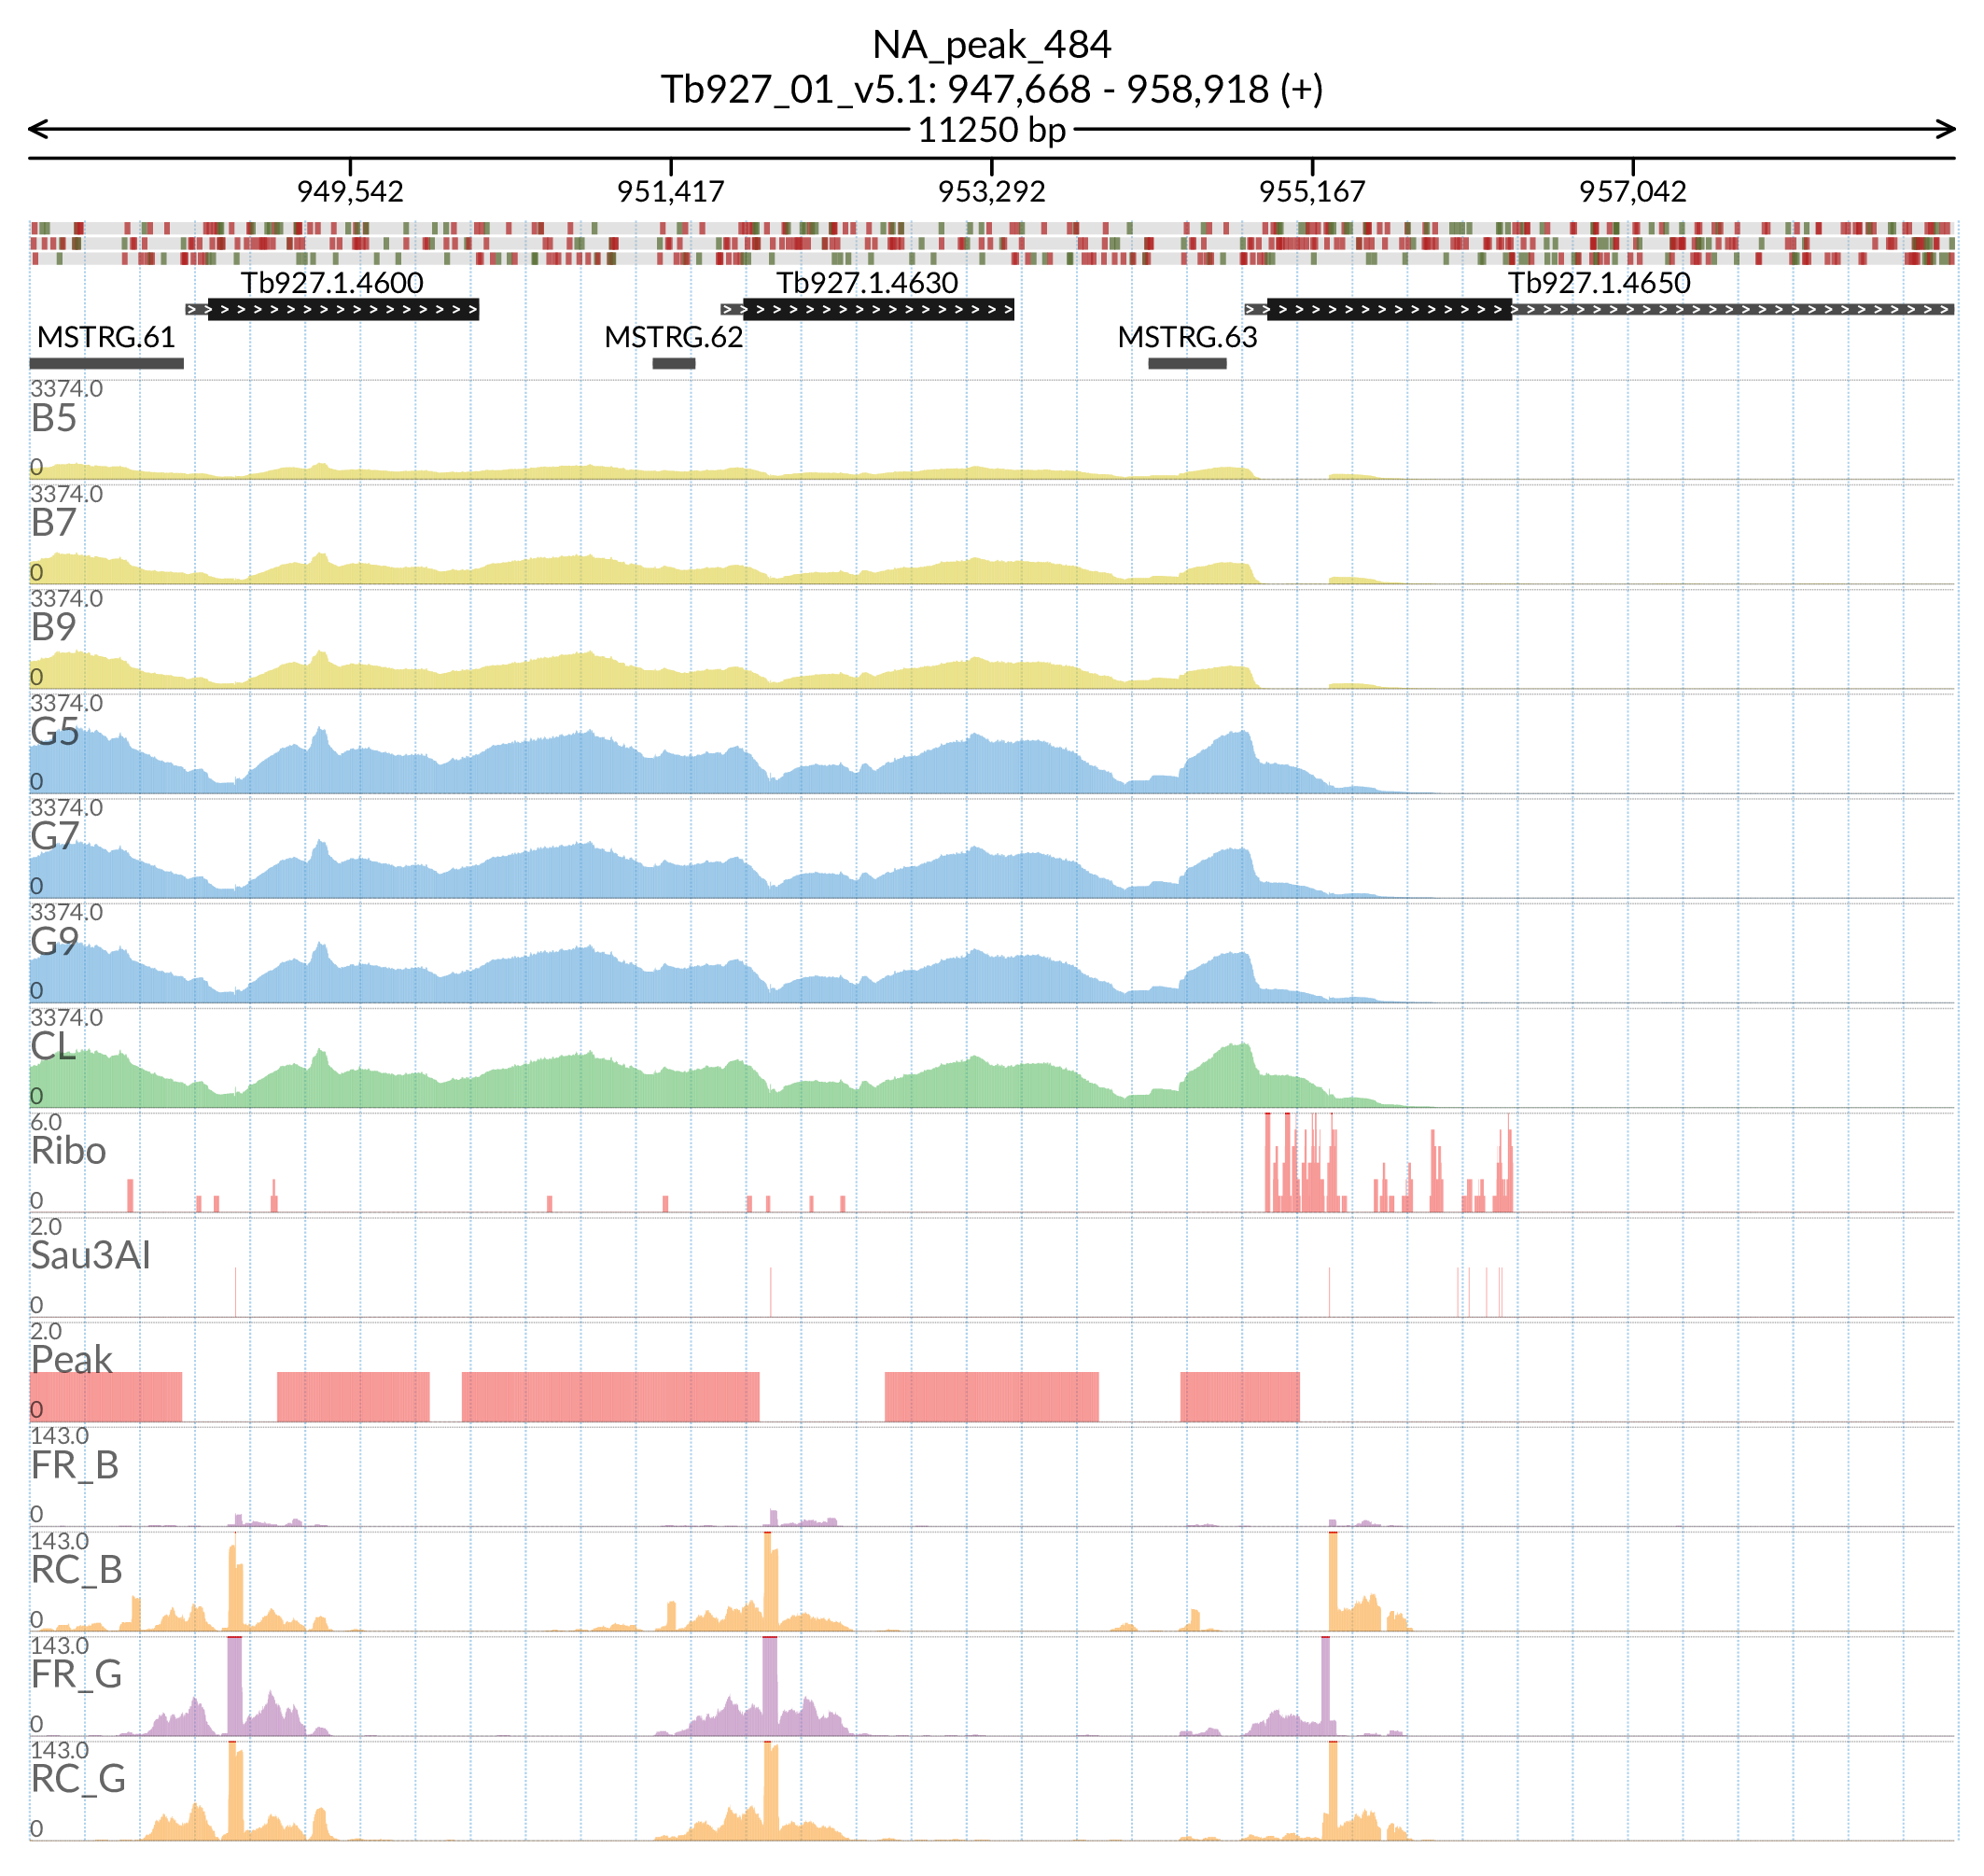 NA_peak_484
Tb927_01_v5.1: 947,668 - 958,918 (+)
11250 bp
949,542 951,417 953,292 955,167 957,042
Tb927.1.4600 Tb927.1.4630 Tb927.1.4650
MSTRG.61 MSTRG.62 MSTRG.63
3374.0
B5
0
3374.0
B7
0
3374.0
B9
0
3374.0
G5
0
3374.0
G7
0
3374.0
G9
0
3374.0
CL
0
6.0
Ribo
0
2.0
Sau3AI
0
2.0
Peak
0
143.0
FR_B
0
143.0
RC_B
0
143.0
FR_G
0
143.0
RC_G
0